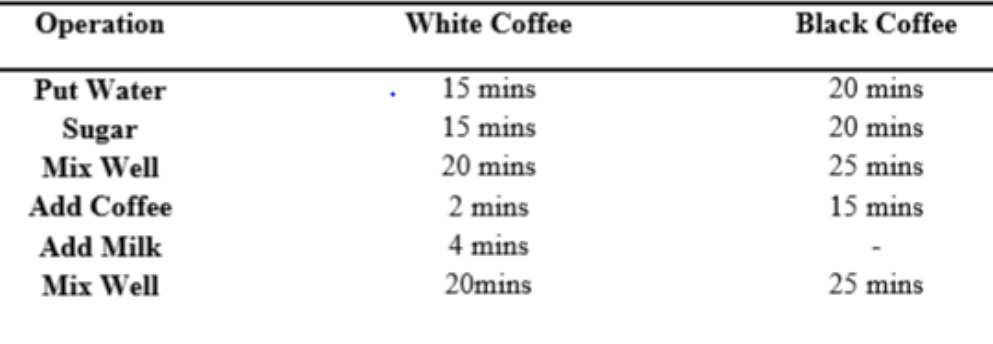 Operation White Coffee Black Coffee
Put Water 15 mins 20 mins
Sugar 15 mins 20 mins
Mix Well 20 mins 25 mins
Add Coffee 2 mins 15 mins
Add Milk 4 mins -
Mix Well 20mins 25 mins